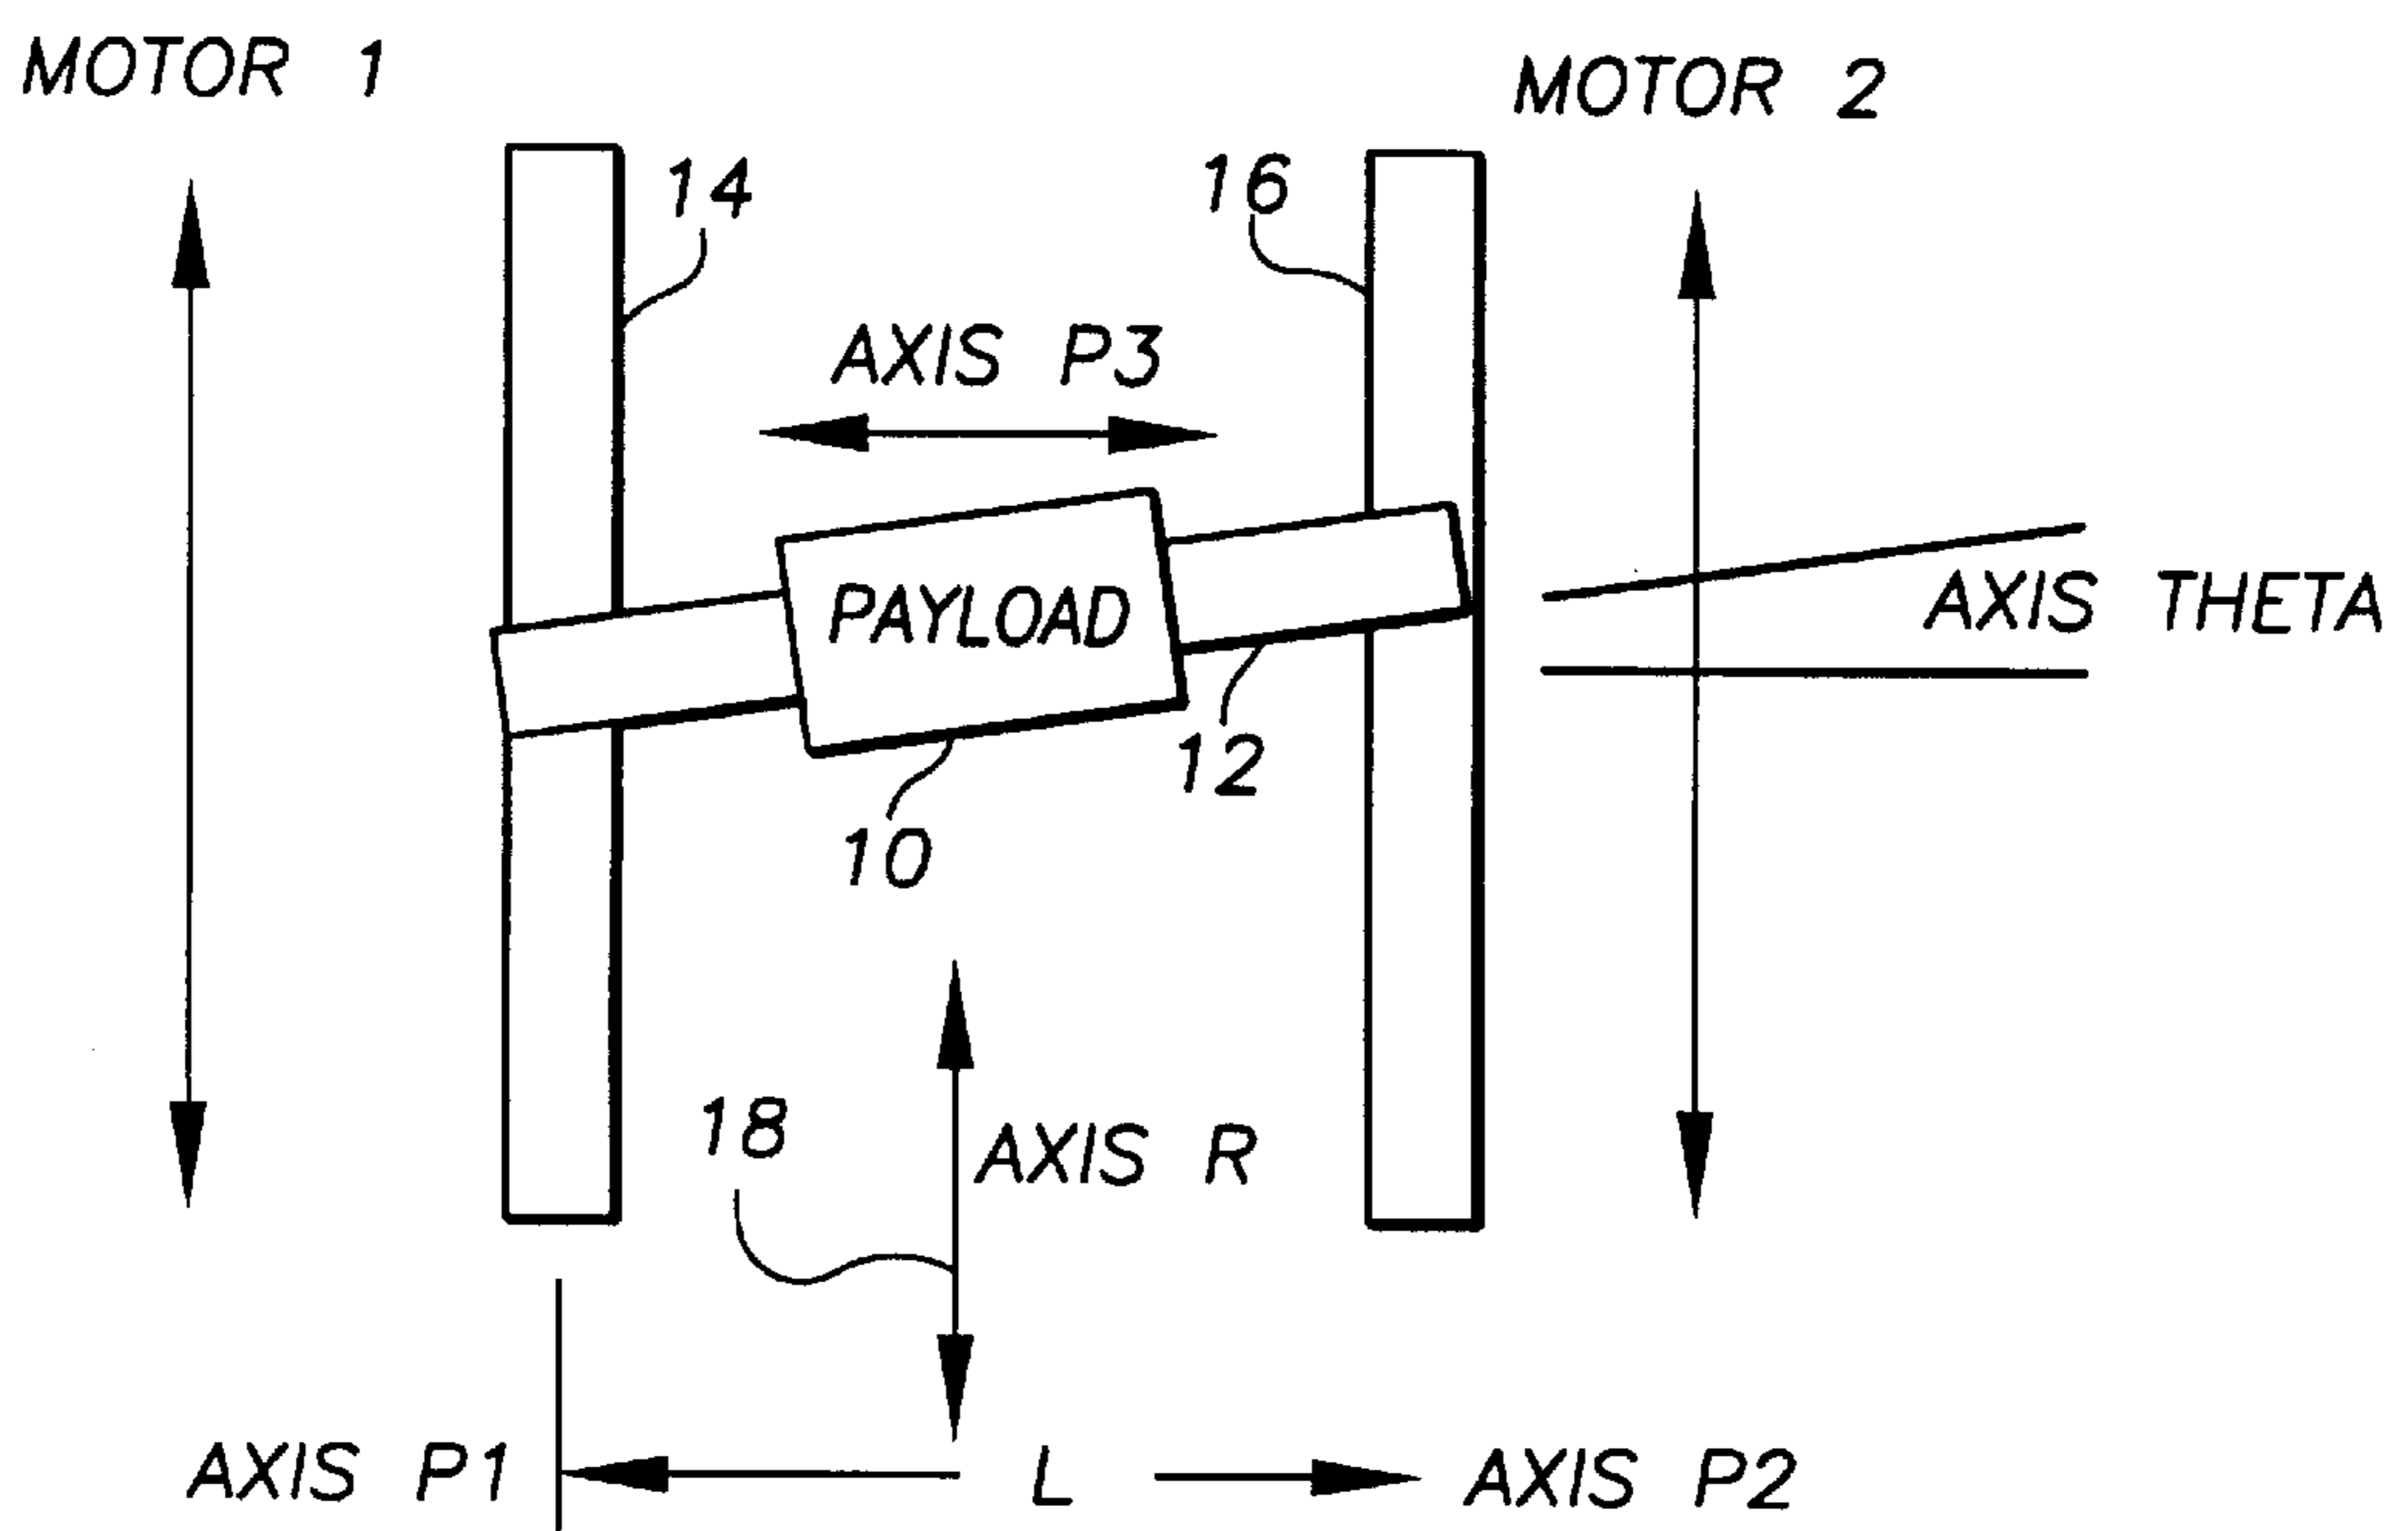 MOTOR 1
MOTOR 2
14
16
AXIS P3
PAYLOAD
AXIS THETA
12
10
18
AXIS R
AXIS P1
L
AXIS P2